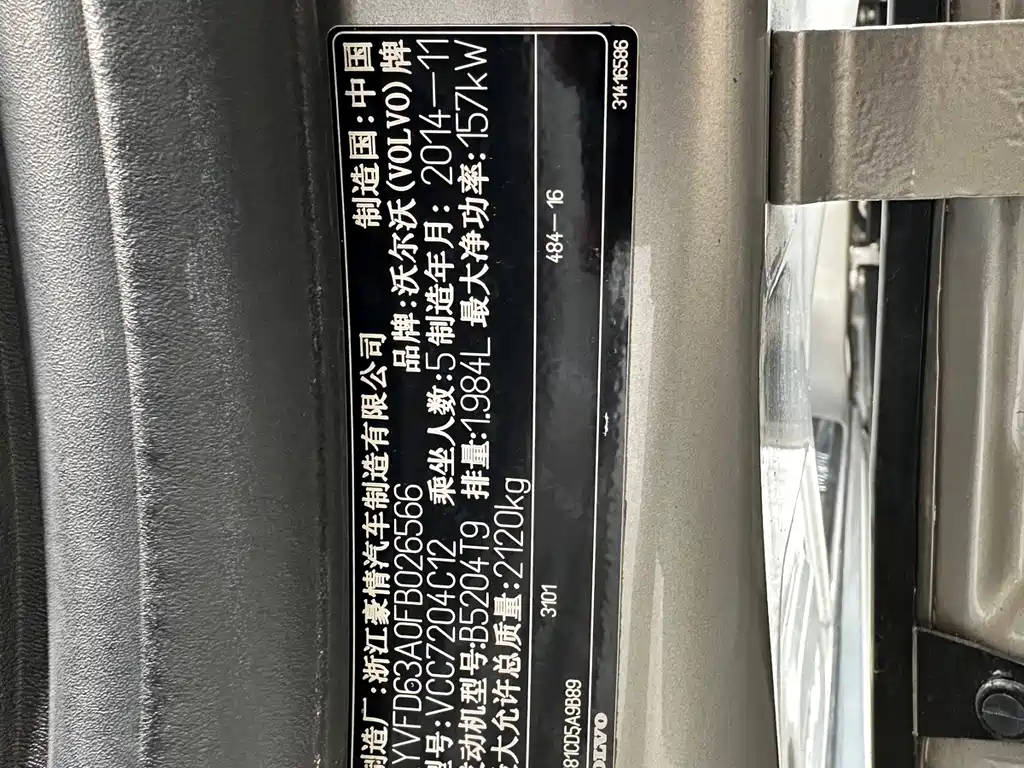 制造厂:浙江豪情汽车制造有限公司 制造国:中国
YVFD63A0FB026566 品牌:沃尔沃(VOLVO)牌
型号:VCC7204C12 乘坐人数:5 制造年月: 2014-11
发动机型号:B5204T9 排量:1.984L 最大净功率:157kW
最大允许总质量:2120kg
3101 484-16
81CD5A9B89
VOLVO 31416586